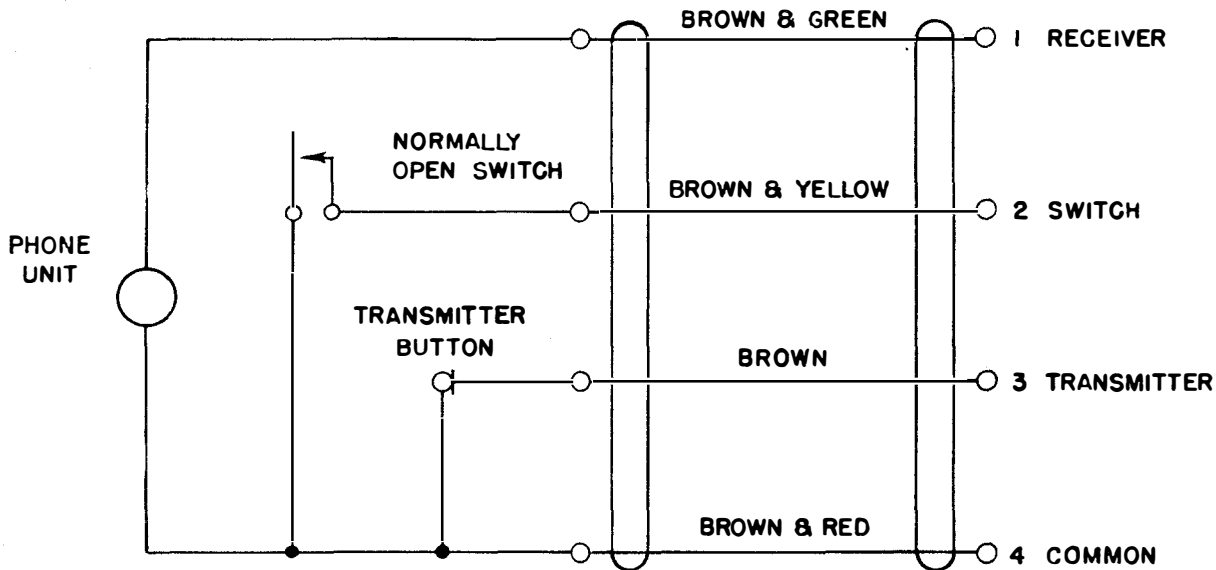 BROWN & GREEN
1 RECEIVER
NORMALLY
OPEN SWITCH
BROWN & YELLOW
2 SWITCH
PHONE
UNIT
TRANSMITTER
BUTTON
BROWN
3 TRANSMITTER
BROWN & RED
4 COMMON